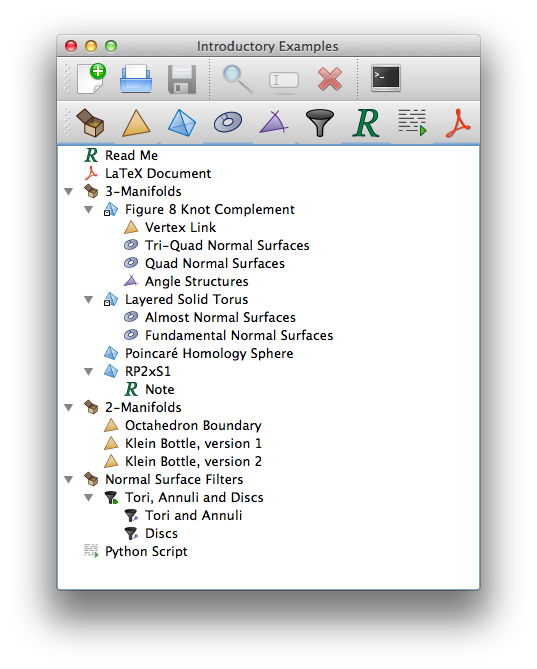 Introductory Examples
Read Me
LaTeX Document
3-Manifolds
Figure 8 Knot Complement
Vertex Link
Tri-Quad Normal Surfaces
Quad Normal Surfaces
Angle Structures
Layered Solid Torus
Almost Normal Surfaces
Fundamental Normal Surfaces
Poincaré Homology Sphere
RP2xS1
Note
2-Manifolds
Octahedron Boundary
Klein Bottle, version 1
Klein Bottle, version 2
Normal Surface Filters
Tori, Annuli and Discs
Tori and Annuli
Discs
Python Script